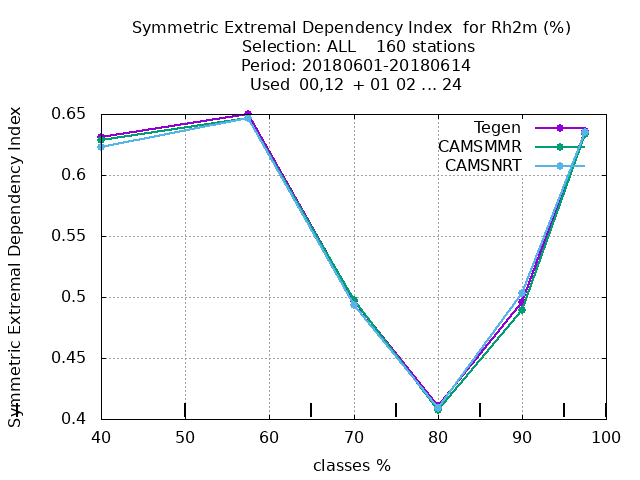 Symmetric Extremal Dependency Index for Rh2m (%)
Selection: ALL 160 stations
Period: 20180601-20180614
Used 00,12 + 01 02 ... 24
Symmetric Extremal Dependency Index
0.65
0.6
0.55
0.5
0.45
0.4
Tegen
CAMSMMR
CAMSNRT
40 50 60 70 80 90 100
classes %